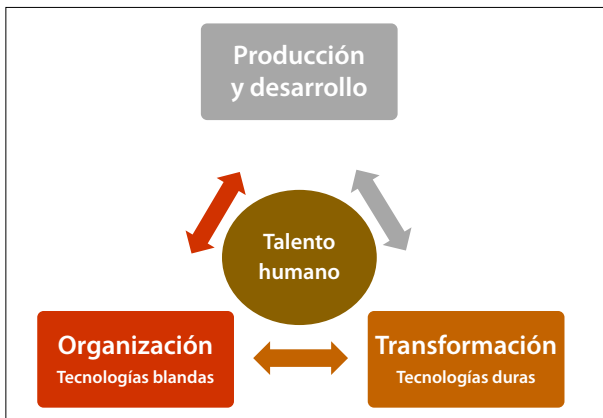 Producción
y desarrollo
Talento
humano
Organización
Tecnologías blandas
Transformación
Tecnologías duras